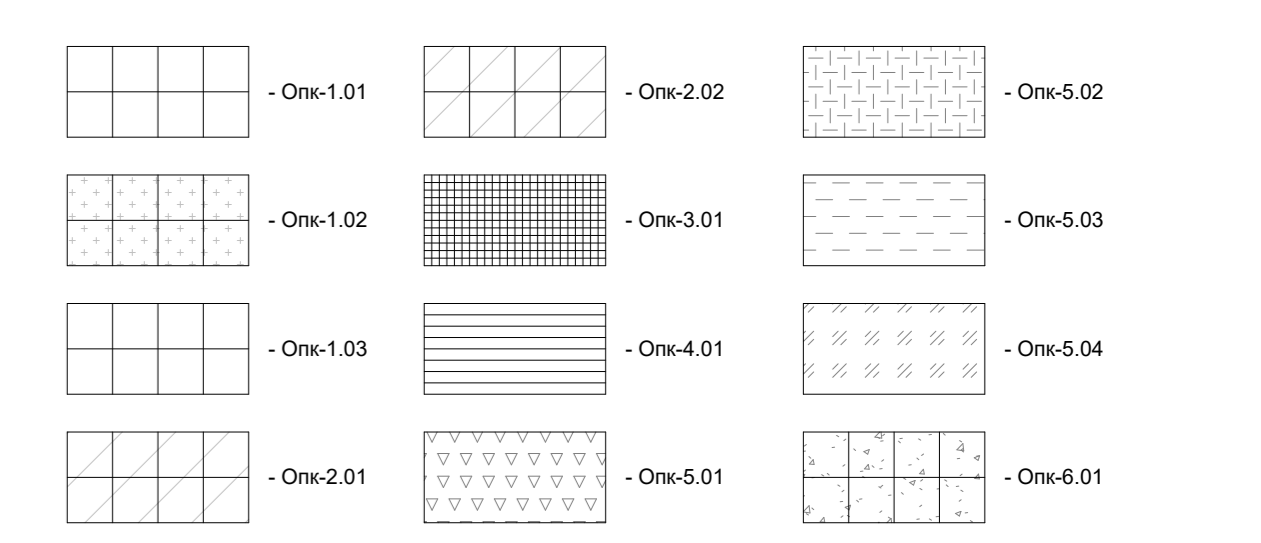 - Опк-1.01
- Опк-1.02
- Опк-1.03
- Опк-2.01
- Опк-2.02
- Опк-3.01
- Опк-4.01
- Опк-5.01
- Опк-5.02
- Опк-5.03
- Опк-5.04
- Опк-6.01